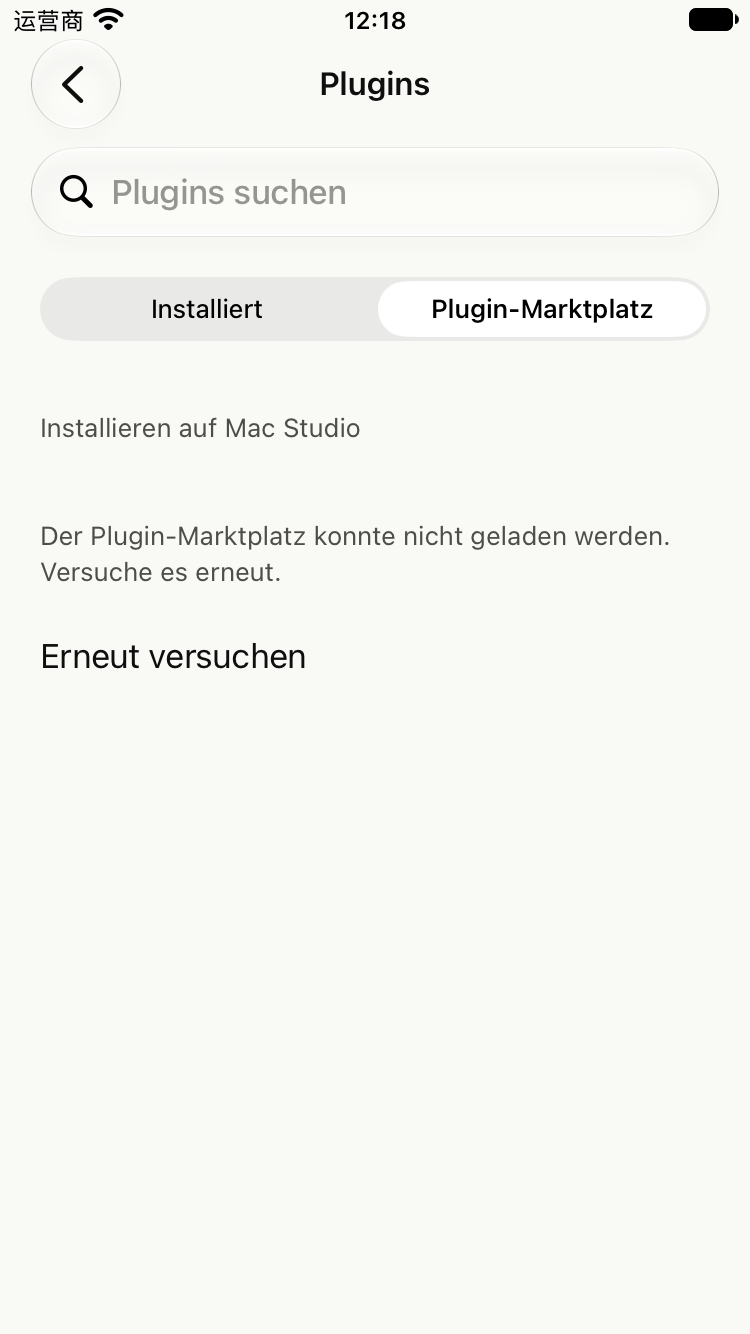 运营商
12:18
Plugins
Plugins suchen
Installiert
Plugin-Marktplatz
Installieren auf Mac Studio
Der Plugin-Marktplatz konnte nicht geladen werden.
Versuche es erneut.
Erneut versuchen